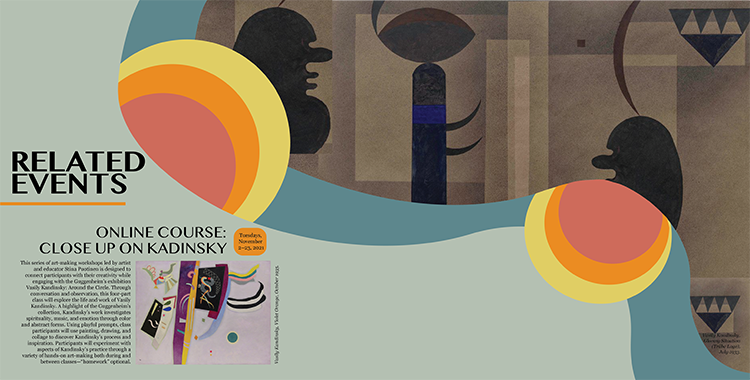 RELATED
EVENTS
ONLINE COURSE:
CLOSE UP ON KADINSKY
Tuesdays,
November
2–23, 2021
This series of art-making workshops led by artist
and educator
is designed to
connect participants with their creativity while
engaging with the Guggenheim's exhibition
Vasily Kandinsky: Around the Circle. Through
conversation and observation, this four-part
class will explore the life and work of Vasily
Kandinsky. A highlight of the Guggenheim's
collection, Kandinsky's work investigates
spirituality, music, and emotion through color
and abstract forms. Using playful prompts, class
participants will use painting, drawing, and
collage to discover Kandinsky's process and
inspiration. Participants will experiment with
aspects of Kandinsky's practice through a
variety of hands-on art-making both during and
between classes—"homework" optional.
Vasily Kandinsky, Violet Orange, October 1935.
Vasily Kandinsky,
July 1931